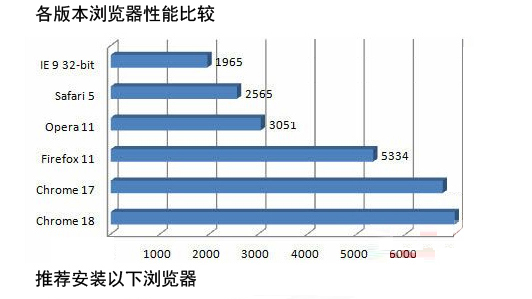 各版本浏览器性能比较
IE 9 32-bit 1965
Safari 5 2565
Opera 11 3051
Firefox 11 5334
Chrome 17
Chrome 18
1000 2000 3000 4000 5000 6000
推荐安装以下浏览器